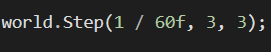 world.Step(1 / 60f, 3, 3);